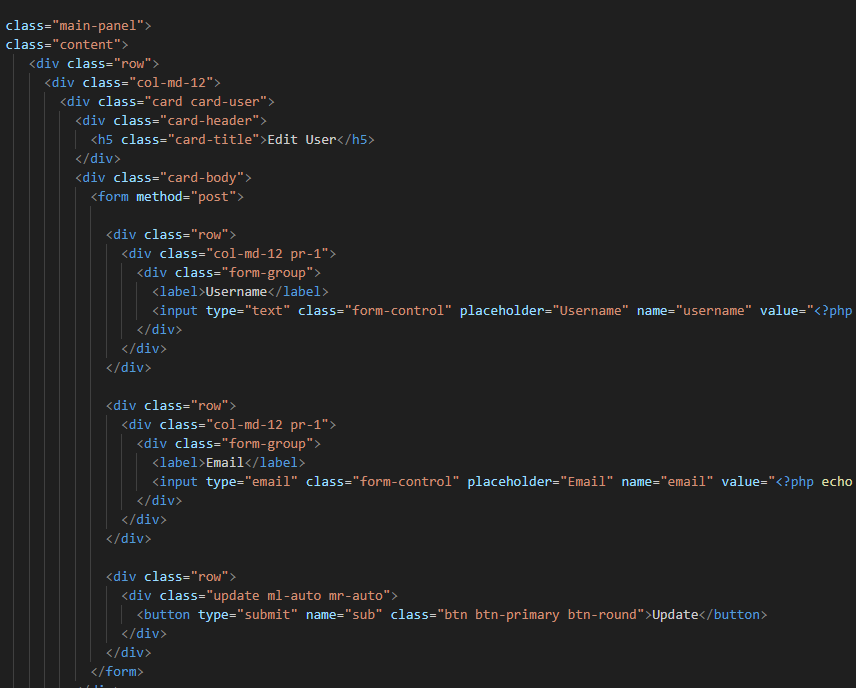 class="main-panel">
class="content">
<div class="row">
<div class="col-md-12">
<div class="card card-user">
<div class="card-header">
<h5 class="card-title">Edit User</h5>
</div>
<div class="card-body">
<form method="post">
<div class="row">
<div class="col-md-12 pr-1">
<div class="form-group">
<label>Username</label>
<input type="text" class="form-control" placeholder="Username" name="username" value="<?php
</div>
</div>
</div>
<div class="row">
<div class="col-md-12 pr-1">
<div class="form-group">
<label>Email</label>
<input type="email" class="form-control" placeholder="Email" name="email" value="<?php echo
</div>
</div>
</div>
<div class="row">
<div class="update ml-auto mr-auto">
<button type="submit" name="sub" class="btn btn-primary btn-round">Update</button>
</div>
</div>
</form>